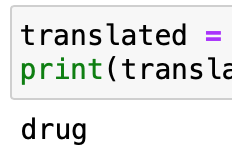 translated =
print(transla
drug